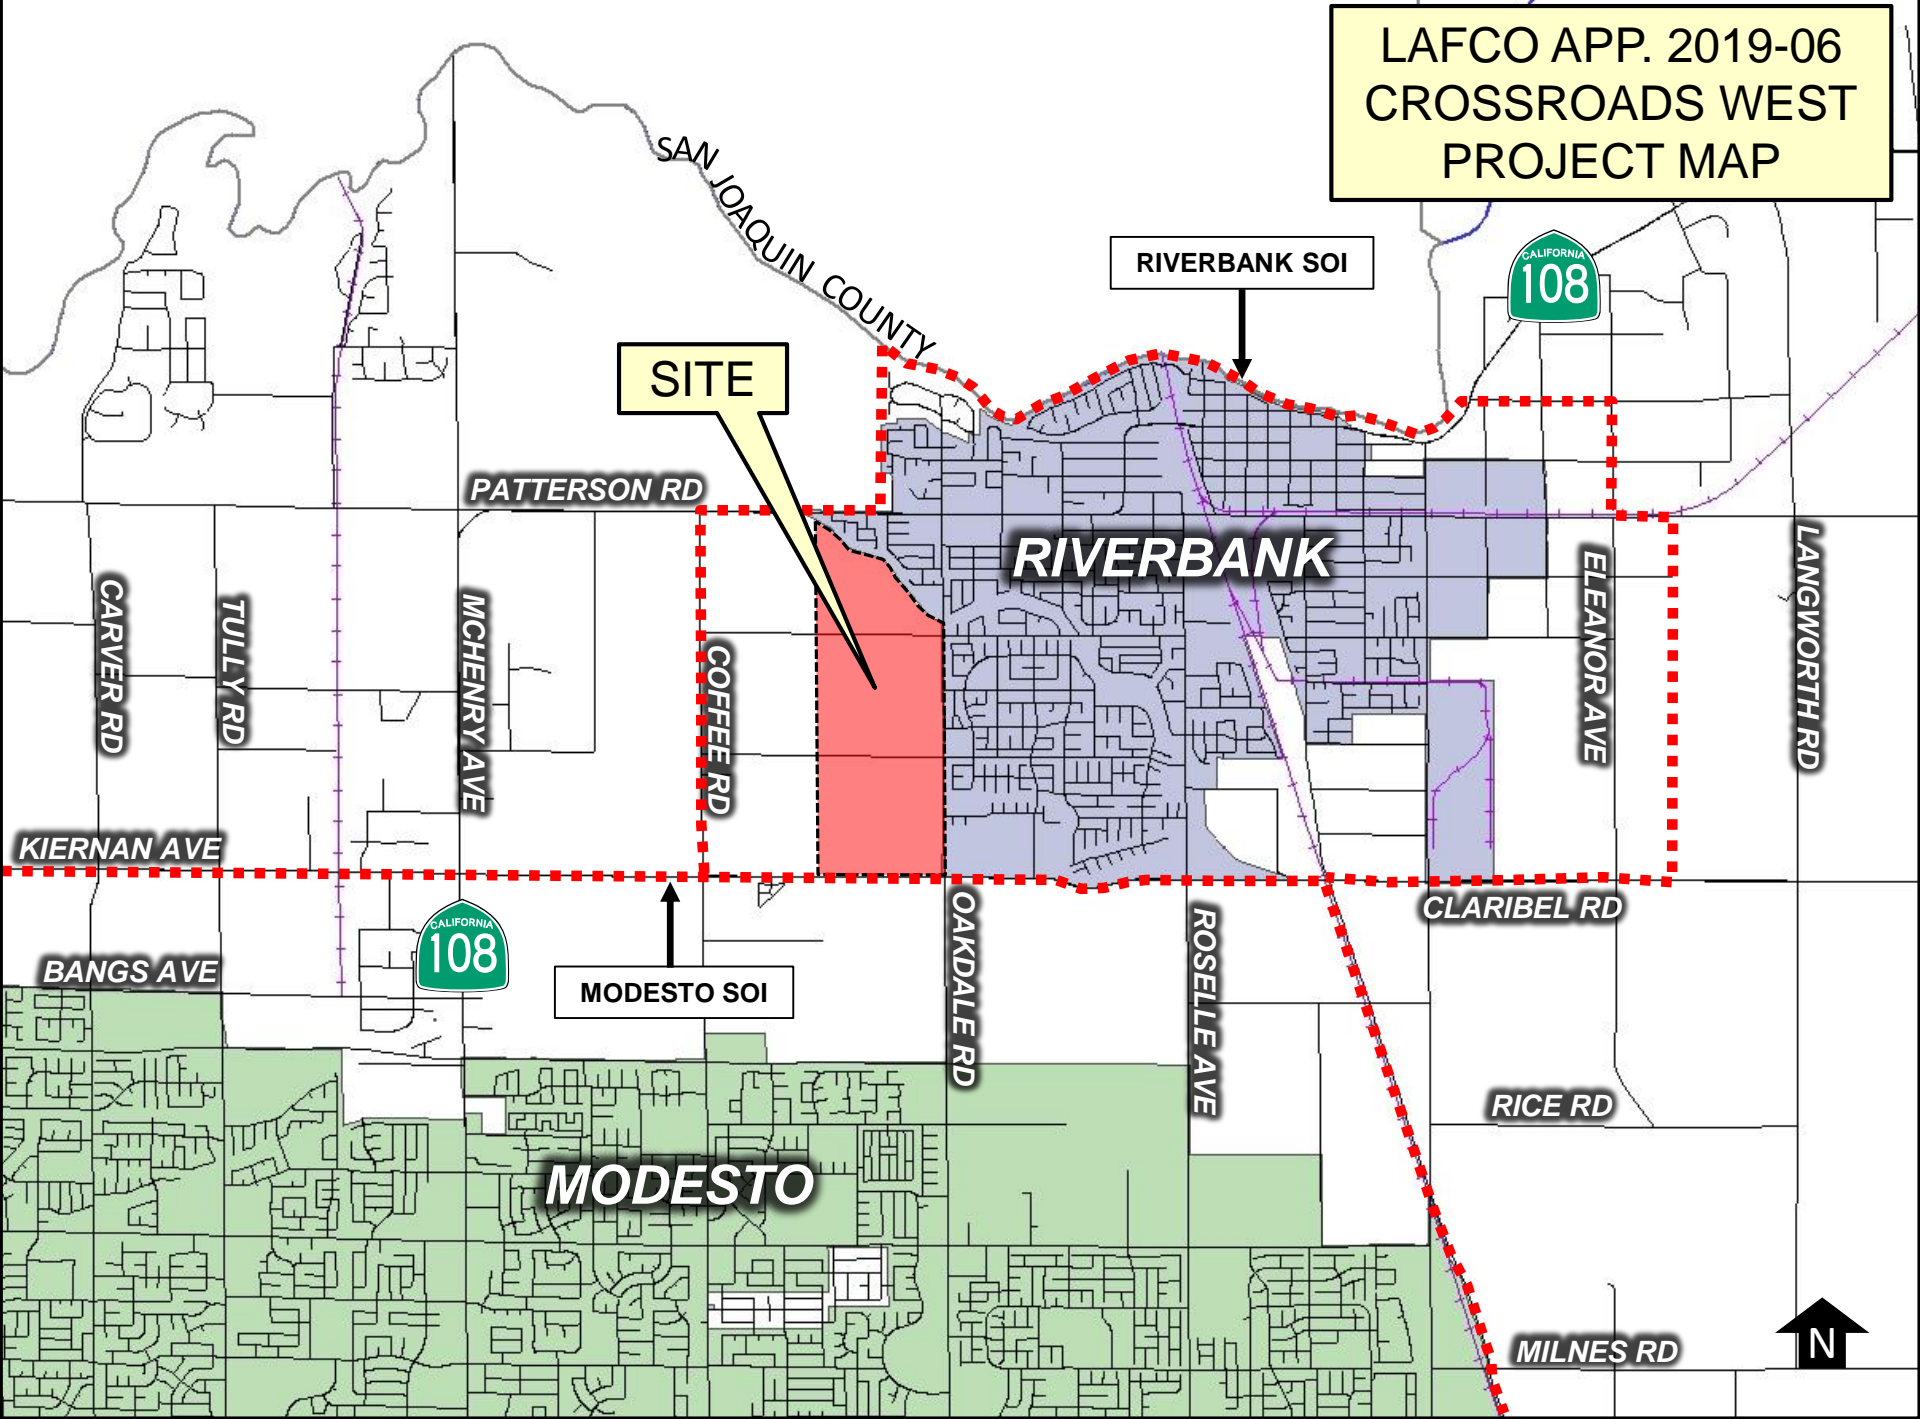 LAFCO APP. 2019-06
CROSSROADS WEST
PROJECT MAP
SAN JOAQUIN COUNTY
RIVERBANK SOI
CALIFORNIA
108
SITE
PATTERSON RD
RIVERBANK
CARVER RD
TULLY RD
MCHENRY AVE
COFFEE RD
ELEANOR AVE
LANGWORTH RD
KIERNAN AVE
CLARIBEL RD
CALIFORNIA
108
BANGS AVE
MODESTO SOI
OAKDALE RD
ROSELLE AVE
RICE RD
MODESTO
MILNES RD
N